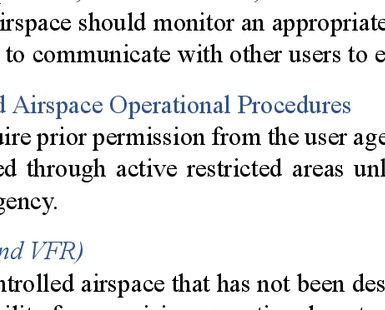 irspace should monitor an appropriate
to communicate with other users to e
d Airspace Operational Procedures
uire prior permission from the user age
ed through active restricted areas unl
gency.
nd VFR)
ntrolled airspace that has not been des